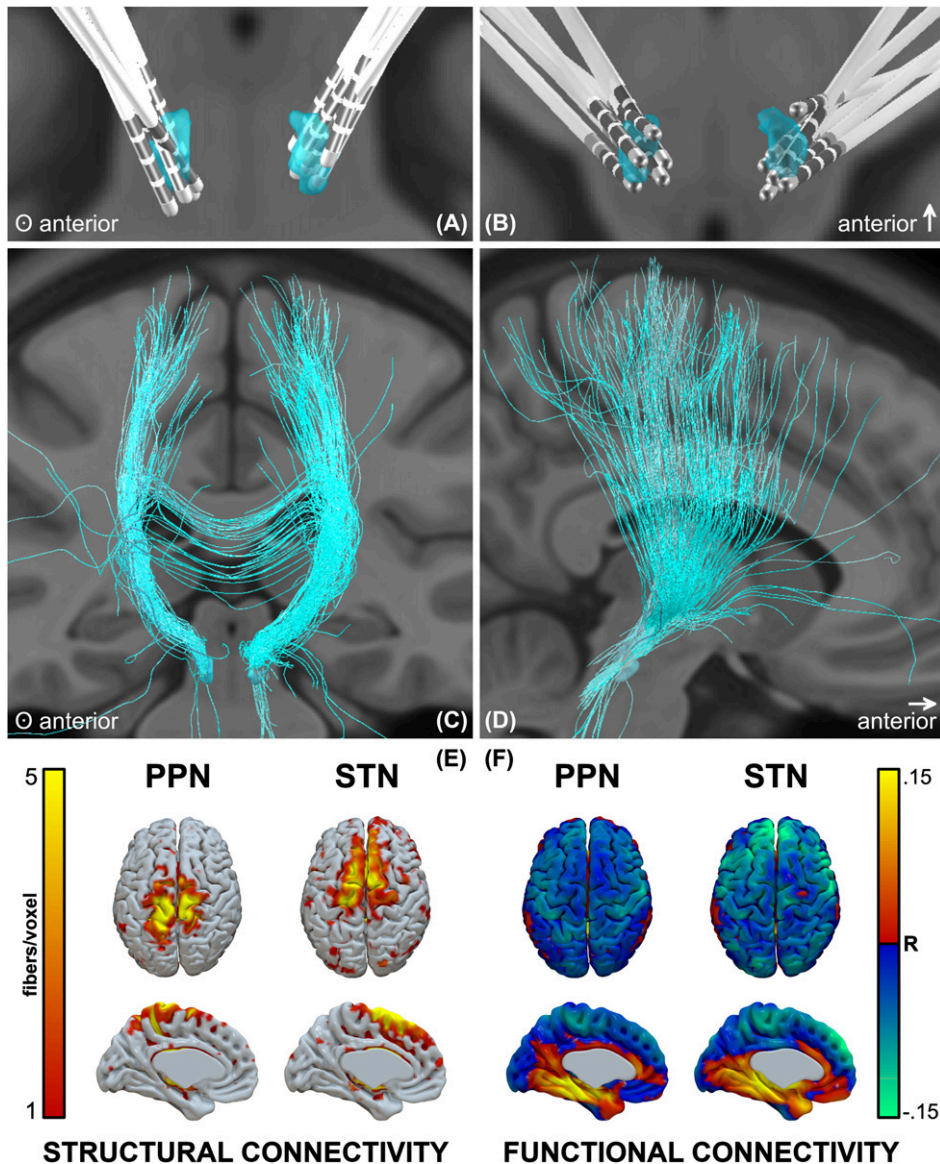 ⊙ anterior
(A)
(B)
anterior ↑
⊙ anterior
(C)
(D)
→
anterior
(E)
(F)
PPN
STN
PPN
STN
5
fibers/voxel
1
.15
R
-.15
STRUCTURAL CONNECTIVITY
FUNCTIONAL CONNECTIVITY